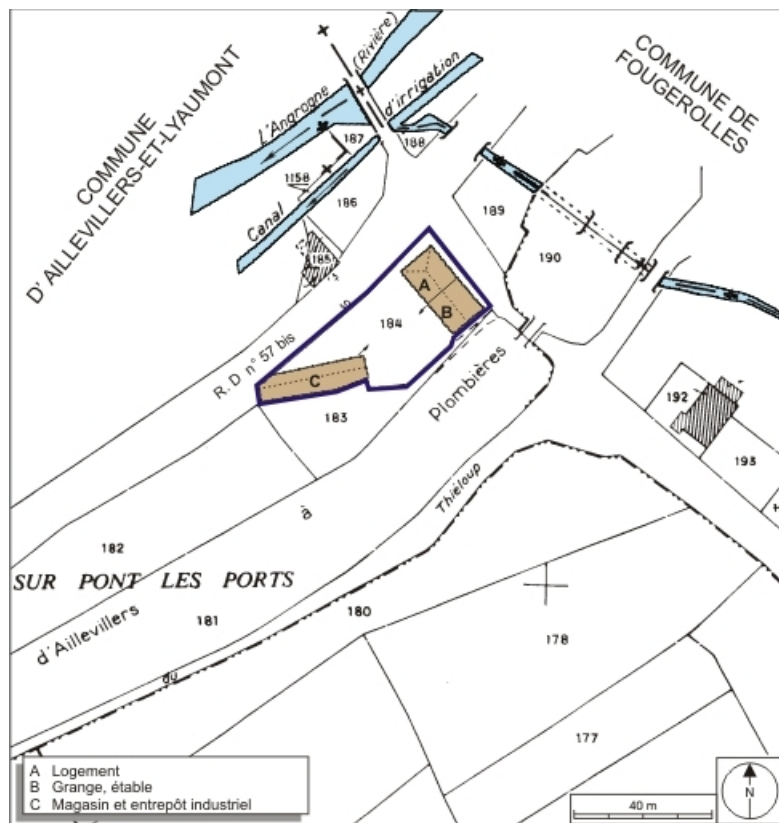 COMMUNE
D' AILLEVILLERS-ET-LYAUMONT
COMMUNE DE
FOUGEROLLES
(Rivière)
L'Angrogne
d'irrigation
Canal
187
188
1158
186
185
189
190
A
B
184
R. D n° 57 bis
C
183
Plombières
192
193
Thiéloup
à
182
SUR PONT LES PORTS
181
180
178
d'Aillevillers
du
177
A Logement
B Grange, étable
C Magasin et entrepôt industriel
40 m
N